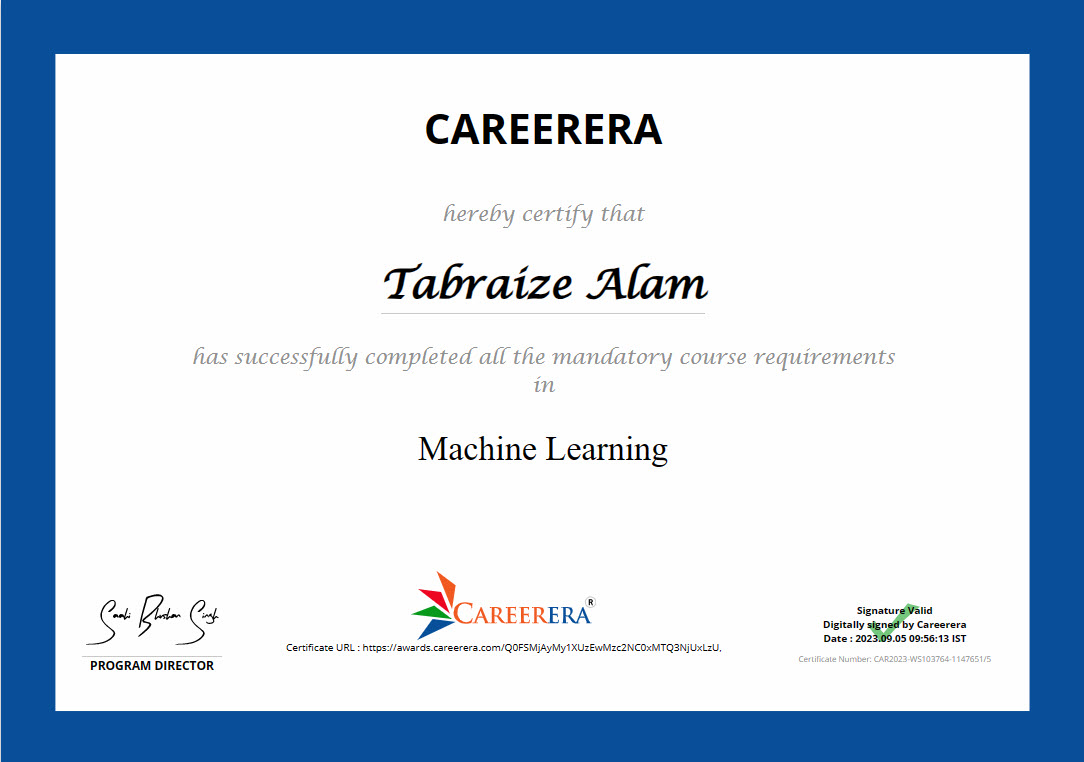 CAREERERA
hereby certify that
Tabraize Alam
has successfully completed all the mandatory course requirements
in
Machine Learning
Sashi Bhushan Singh
PROGRAM DIRECTOR
CAREERERA®
Certificate URL : https://awards.careerera.com/Q0FSMjAyMy1XUzEwMzc2NC0xMTQ3NjUxLzU,
Signature Valid
Digitally signed by Careerera
Date : 2023.09.05 09:56:13 IST
Certificate Number: CAR2023-WS103764-1147651/5